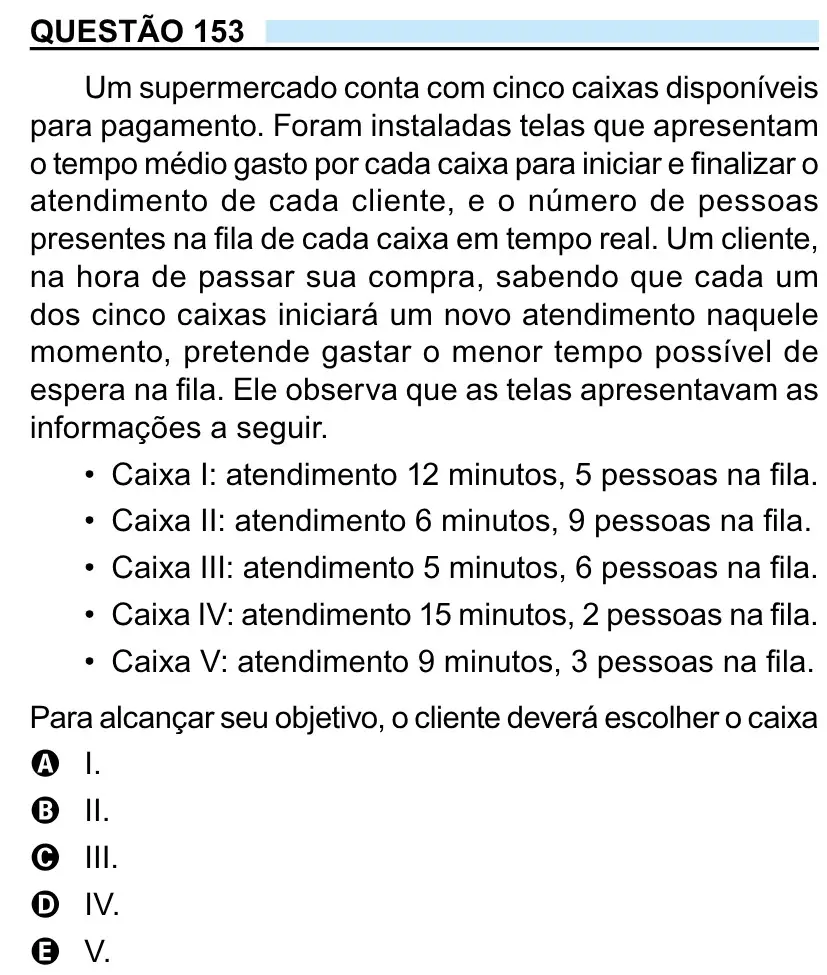 QUESTÃO 153
Um supermercado conta com cinco caixas disponíveis
para pagamento. Foram instaladas telas que apresentam
o tempo médio gasto por cada caixa para iniciar e finalizar o
atendimento de cada cliente, e o número de pessoas
presentes na fila de cada caixa em tempo real. Um cliente,
na hora de passar sua compra, sabendo que cada um
dos cinco caixas iniciará um novo atendimento naquele
momento, pretende gastar o menor tempo possível de
espera na fila. Ele observa que as telas apresentavam as
informações a seguir.
• Caixa I: atendimento 12 minutos, 5 pessoas na fila.
• Caixa II: atendimento 6 minutos, 9 pessoas na fila.
• Caixa III: atendimento 5 minutos, 6 pessoas na fila.
• Caixa IV: atendimento 15 minutos, 2 pessoas na fila.
• Caixa V: atendimento 9 minutos, 3 pessoas na fila.
Para alcançar seu objetivo, o cliente deverá escolher o caixa
A I.
B II.
C III.
D IV.
E V.